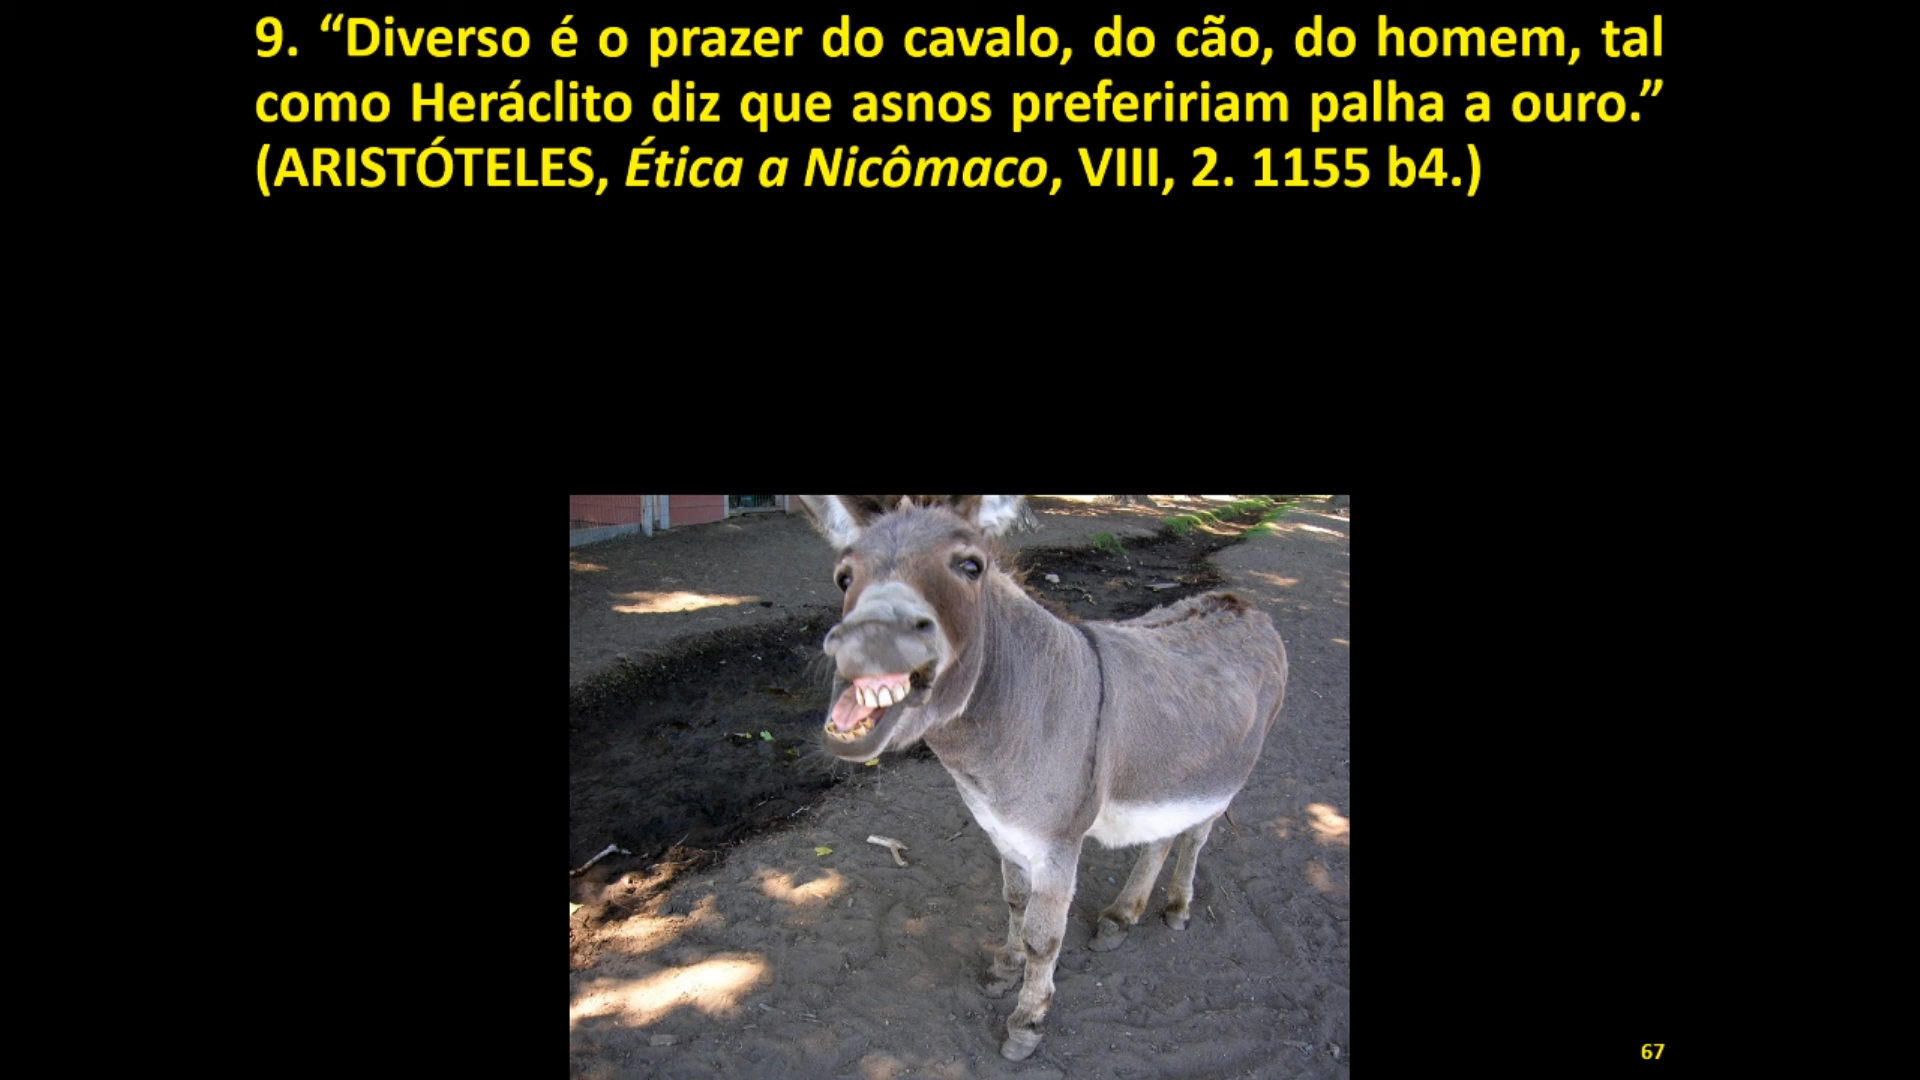 9. “Diverso é o prazer do cavalo, do cão, do homem, tal
como Heráclito diz que asnos prefeririam palha a ouro.”
(ARISTÓTELES, Ética a Nicômaco, VIII, 2. 1155 b4.)
67